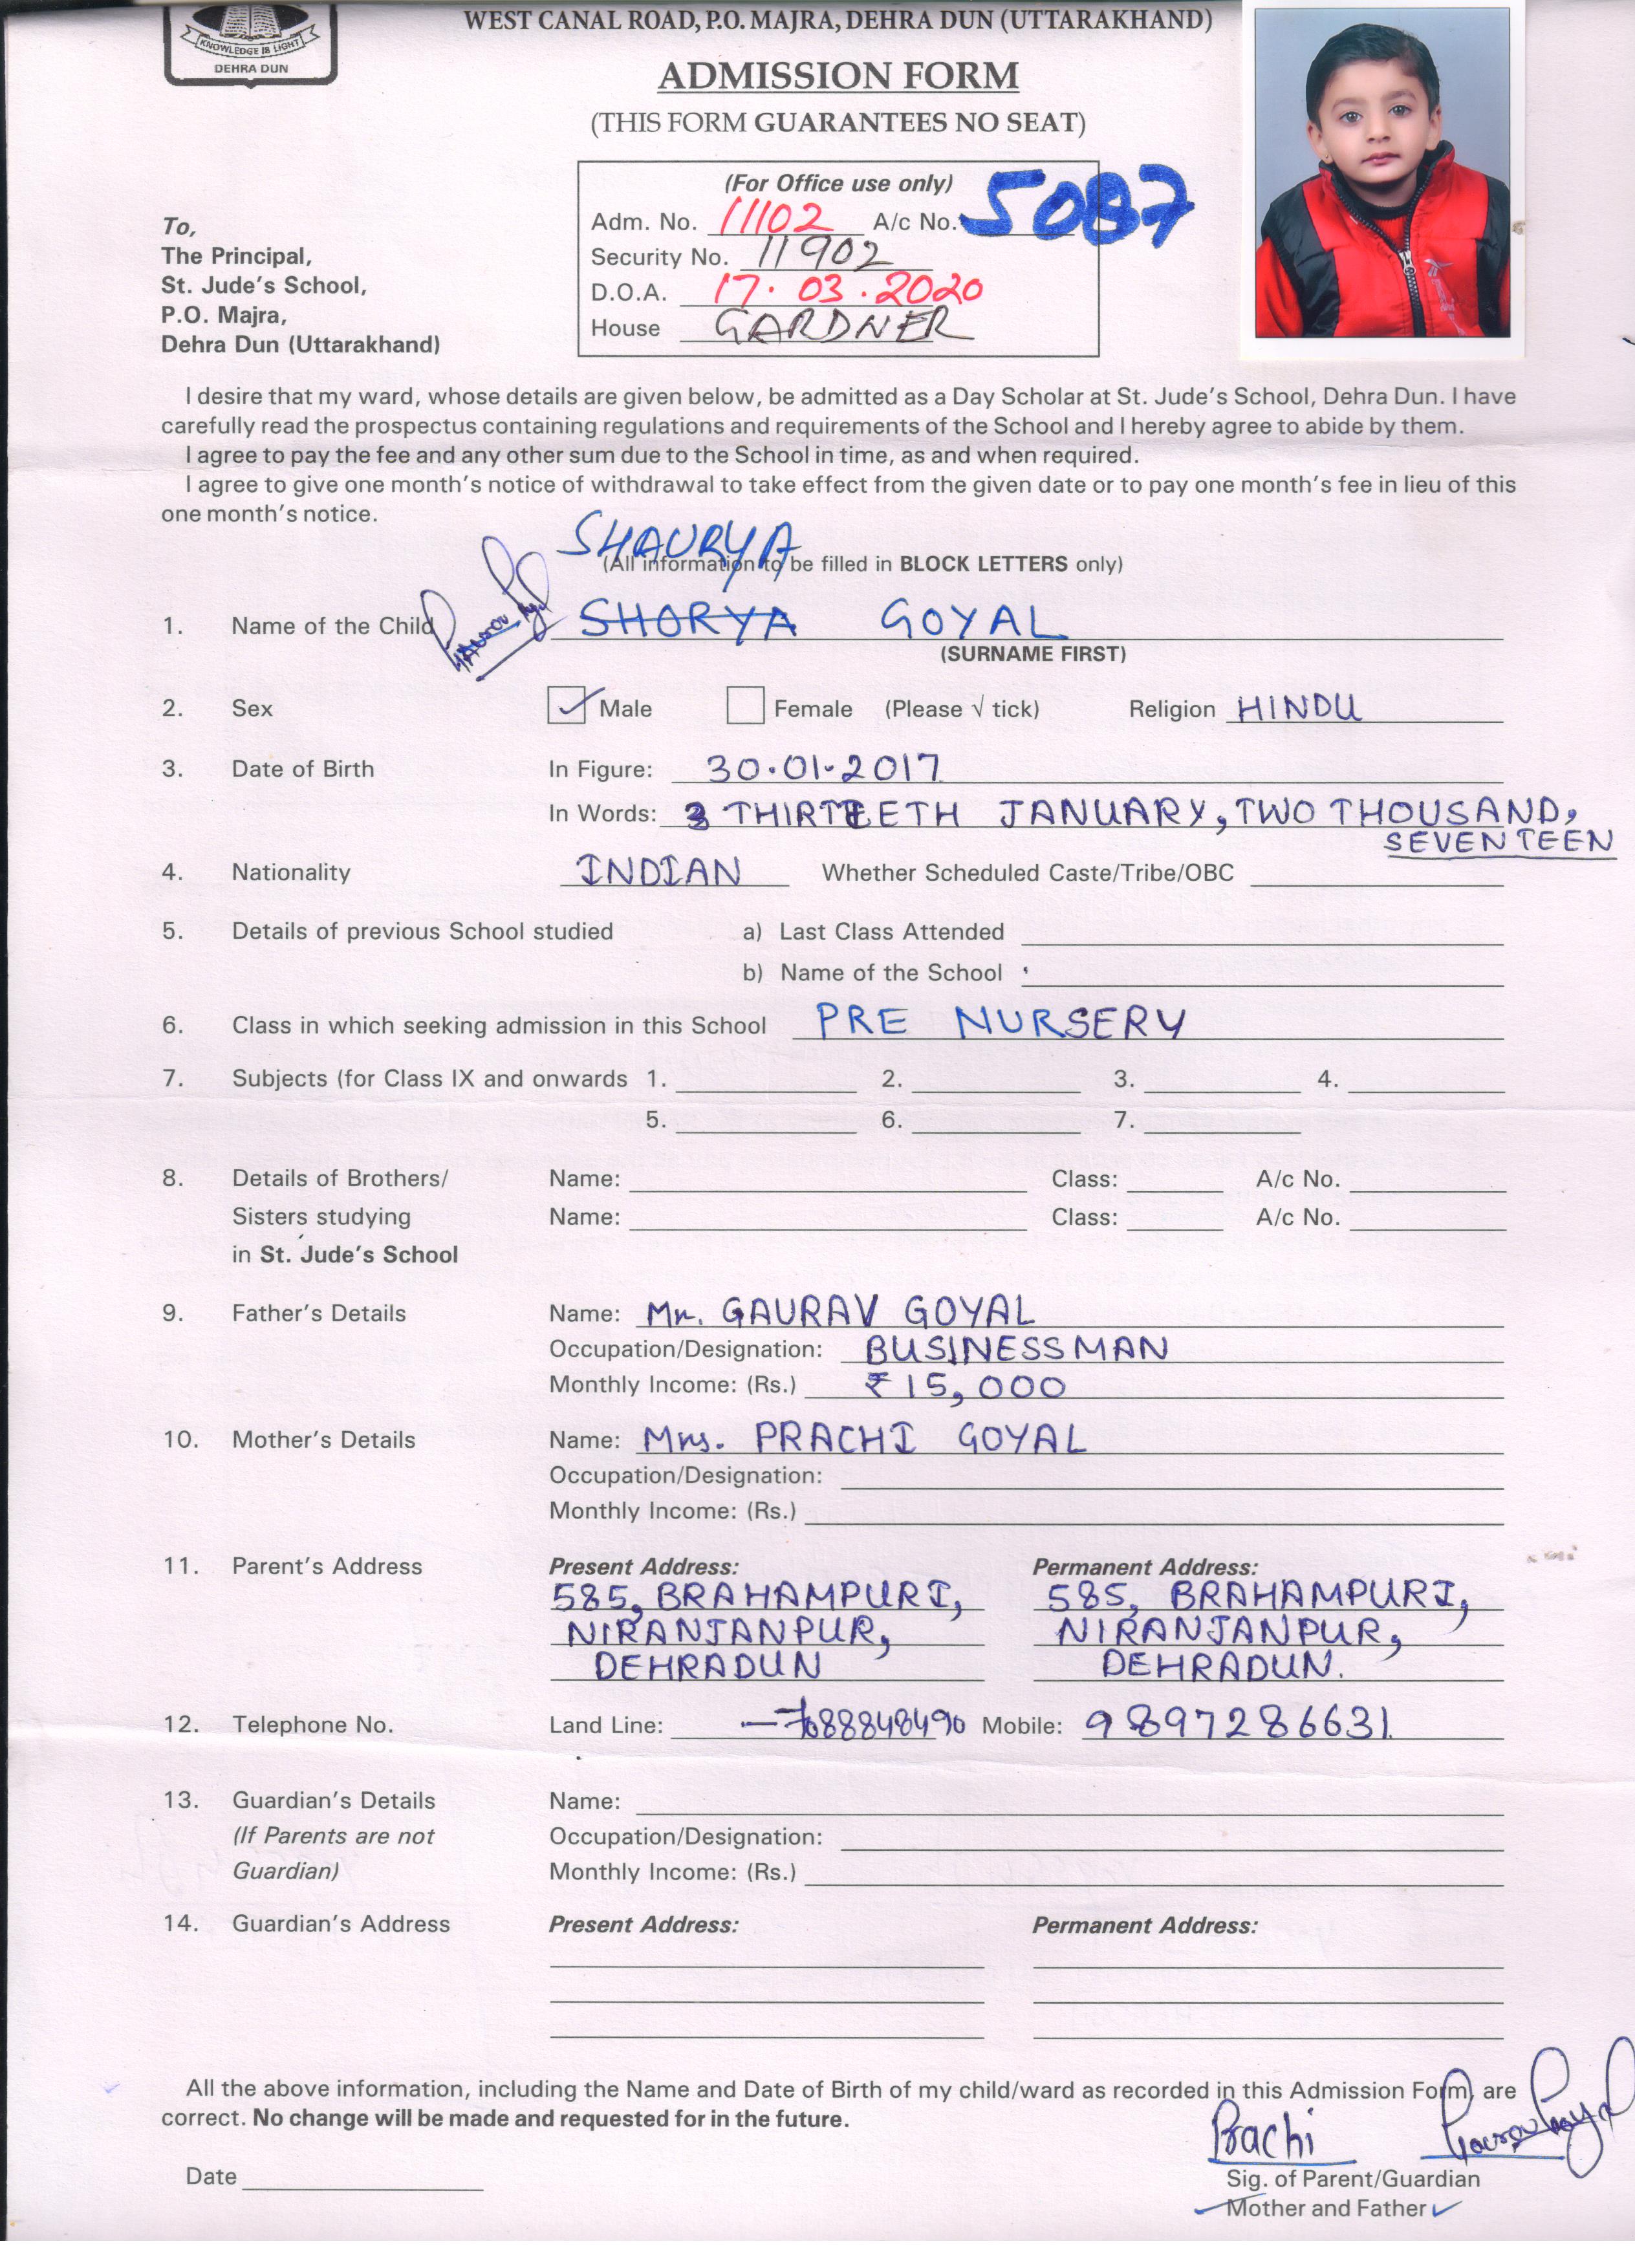 KNOWLEDGE IS LIGHT
DEHRA DUN
WEST CANAL ROAD, P.O. MAJRA, DEHRA DUN (UTTARAKHAND)
ADMISSION FORM
(THIS FORM GUARANTEES NO SEAT)
(For Office use only)
Adm. No. 11102 A/c No. 5087
Security No. 11902
D.O.A. 17.03.2020
House GARDNER
To,
The Principal,
St. Jude's School,
P.O. Majra,
Dehra Dun (Uttarakhand)
I desire that my ward, whose details are given below, be admitted as a Day Scholar at St. Jude's School, Dehra Dun. I have
carefully read the prospectus containing regulations and requirements of the School and I hereby agree to abide by them.
I agree to pay the fee and any other sum due to the School in time, as and when required.
I agree to give one month's notice of withdrawal to take effect from the given date or to pay one month's fee in lieu of this
one month's notice.
SHAURYA
(All information to be filled in BLOCK LETTERS only)
1. Name of the Child SHORYA GOYAL
(SURNAME FIRST)
2. Sex Male Female (Please √ tick) Religion HINDU
3. Date of Birth In Figure: 30.01.2017
In Words: THIRTEETH JANUARY, TWO THOUSAND,
SEVENTEEN
4. Nationality INDIAN Whether Scheduled Caste/Tribe/OBC
5. Details of previous School studied a) Last Class Attended
b) Name of the School
6. Class in which seeking admission in this School PRE NURSERY
7. Subjects (for Class IX and onwards 1. 2. 3. 4.
5. 6. 7.
8. Details of Brothers/ Name: Class: A/c No.
Sisters studying Name: Class: A/c No.
in St. Jude's School
9. Father's Details Name: Mr. GAURAV GOYAL
Occupation/Designation: BUSINESSMAN
Monthly Income: (Rs.) ₹15,000
10. Mother's Details Name: Mrs. PRACHI GOYAL
Occupation/Designation:
Monthly Income: (Rs.)
11. Parent's Address Present Address: Permanent Address:
585, BRAHAMPURI, 585, BRAHAMPURI,
NIRANJANPUR, NIRANJANPUR,
DEHRADUN DEHRADUN.
12. Telephone No. Land Line: Mobile: 9897286631
13. Guardian's Details Name:
(If Parents are not Occupation/Designation:
Guardian) Monthly Income: (Rs.)
14. Guardian's Address Present Address: Permanent Address:
All the above information, including the Name and Date of Birth of my child/ward as recorded in this Admission Form, are
correct. No change will be made and requested for in the future.
Prachi
Date
Sig. of Parent/Guardian
Mother and Father